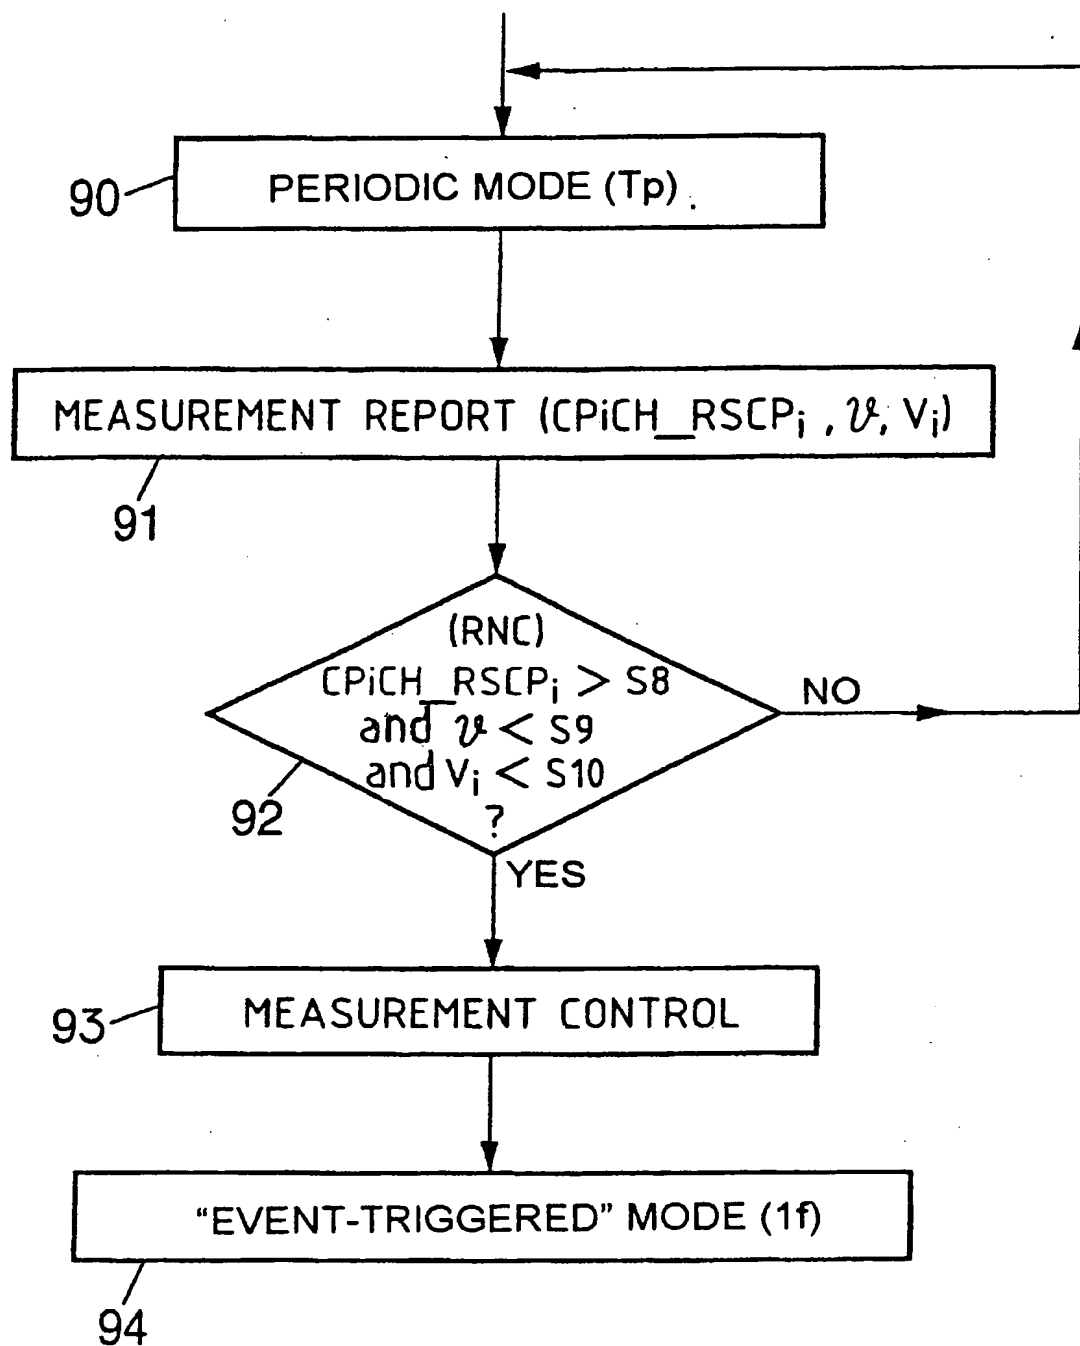 90
PERIODIC MODE (Tp)
MEASUREMENT REPORT (CPiCH_RSCPi , v, Vi)
91
(RNC)
CPiCH_RSCPi > S8
NO
and v < S9
and Vi < S10
92
?
YES
93
MEASUREMENT CONTROL
“EVENT-TRIGGERED” MODE (1f)
94